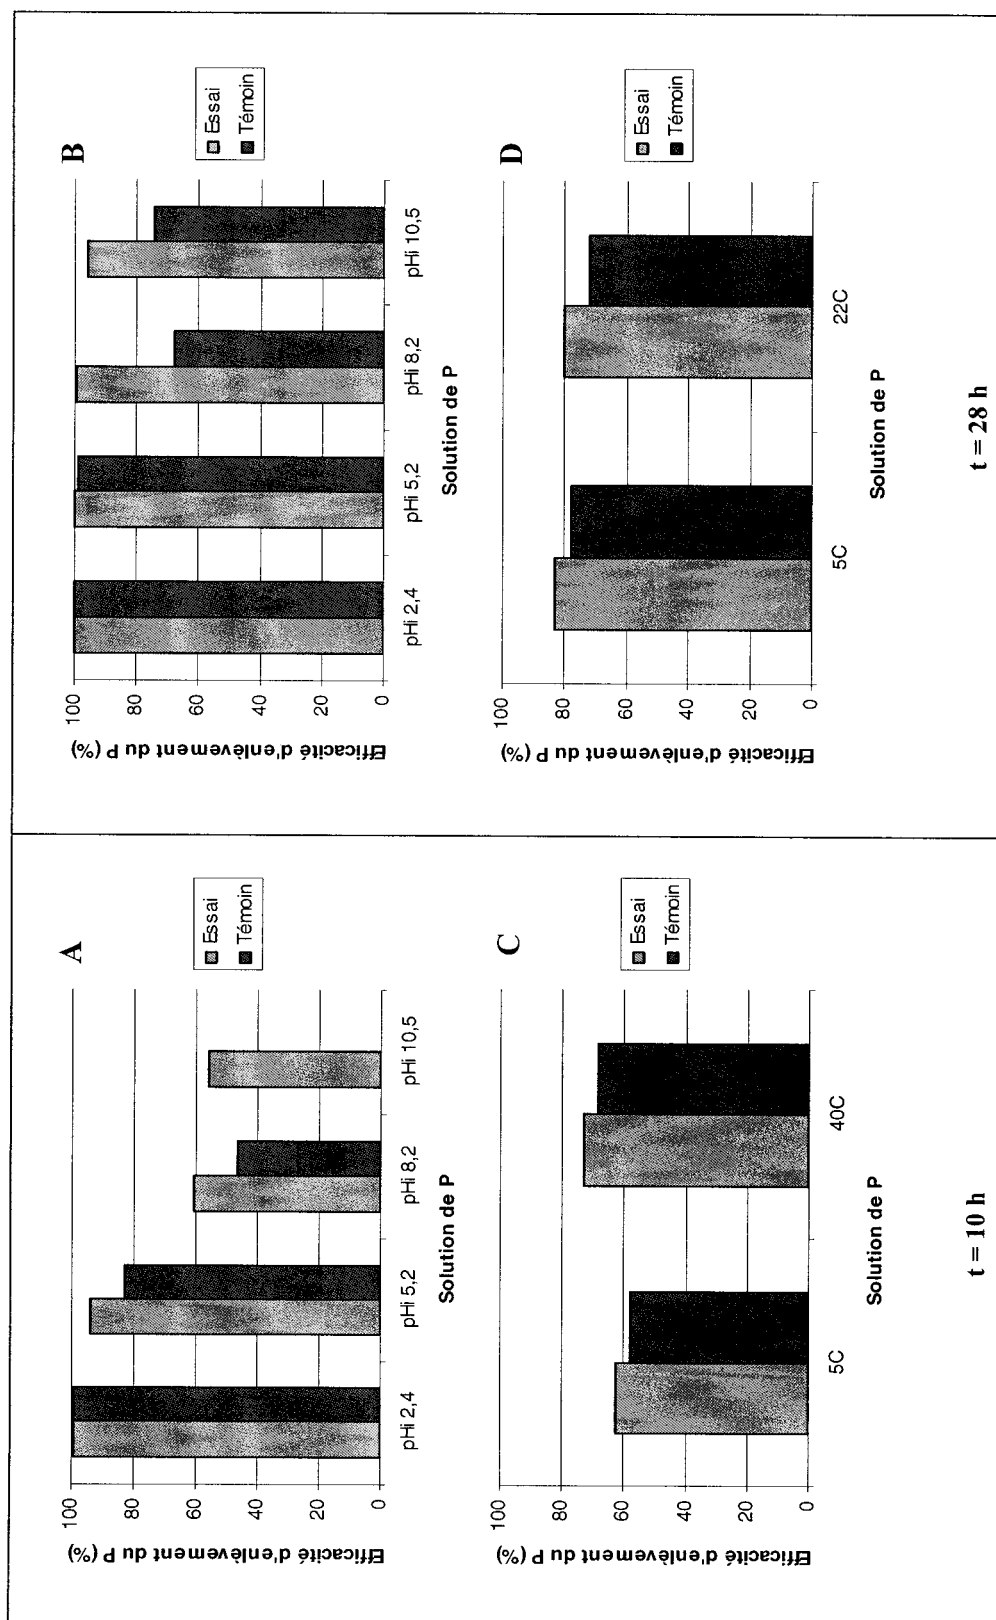 A
Efficacité d'enlèvement du P (%)
100
80
60
40
20
0
pHi 2,4
pHi 5,2
pHi 8,2
pHi 10,5
Solution de P
Essai
Témoin
B
Efficacité d'enlèvement du P (%)
100
80
60
40
20
0
pHi 2,4
pHi 5,2
pHi 8,2
pHi 10,5
Solution de P
Essai
Témoin
C
Efficacité d'enlèvement du P (%)
100
80
60
40
20
0
5C
40C
Solution de P
Essai
Témoin
t = 10 h
D
Efficacité d'enlèvement du P (%)
100
80
60
40
20
0
5C
22C
Solution de P
Essai
Témoin
t = 28 h